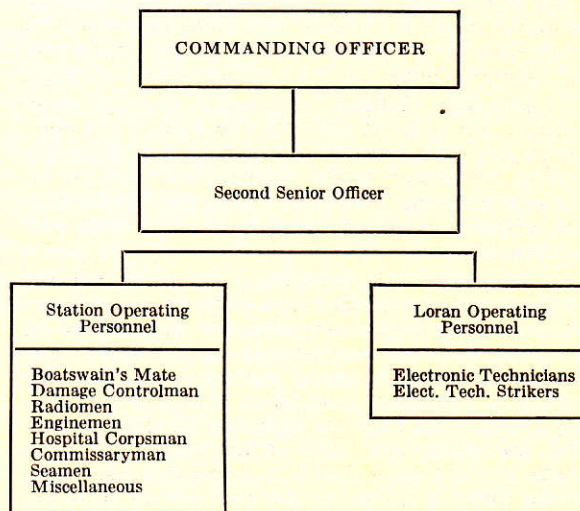 COMMANDING OFFICER
Second Senior Officer
Station Operating
Personnel
Boatswain's Mate
Damage Controlman
Radiomen
Enginemen
Hospital Corpsman
Commissaryman
Seamen
Miscellaneous
Loran Operating
Personnel
Electronic Technicians
Elect. Tech. Strikers